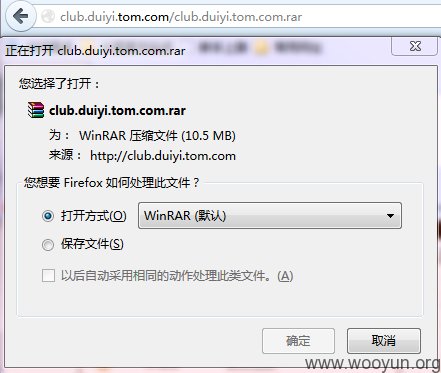 club.duiyi.tom.com/club.duiyi.tom.com.rar
正在打开 club.duiyi.tom.com.rar
您选择了打开：
club.duiyi.tom.com.rar
为： WinRAR 压缩文件 (10.5 MB)
来源： http://club.duiyi.tom.com
您想要 Firefox 如何处理此文件？
打开方式(O) WinRAR (默认)
保存文件(S)
以后自动采用相同的动作处理此类文件。(A)
确定 取消
www.wooyun.org